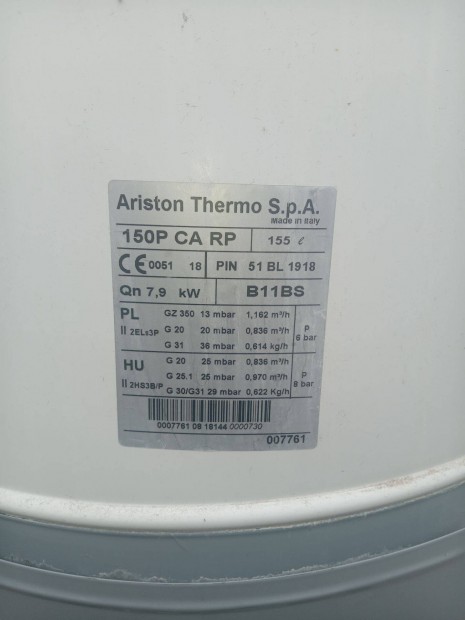 Ariston Thermo S.p.A.
Made in Italy
150P CA RP 155 ℓ
CE 0051 18 PIN 51 BL 1918
Qn 7,9 kW B11BS
PL GZ 350 13 mbar 1,162 m³/h
II 2ELs3P G 20 20 mbar 0,836 m³/h P 6 bar
G 31 36 mbar 0,614 kg/h
HU G 20 25 mbar 0,836 m³/h
G 25.1 25 mbar 0,970 m³/h P 8 bar
II 2HS3B/P G 30/G31 29 mbar 0,622 Kg/h
0007761 08 18144 0000730
007761